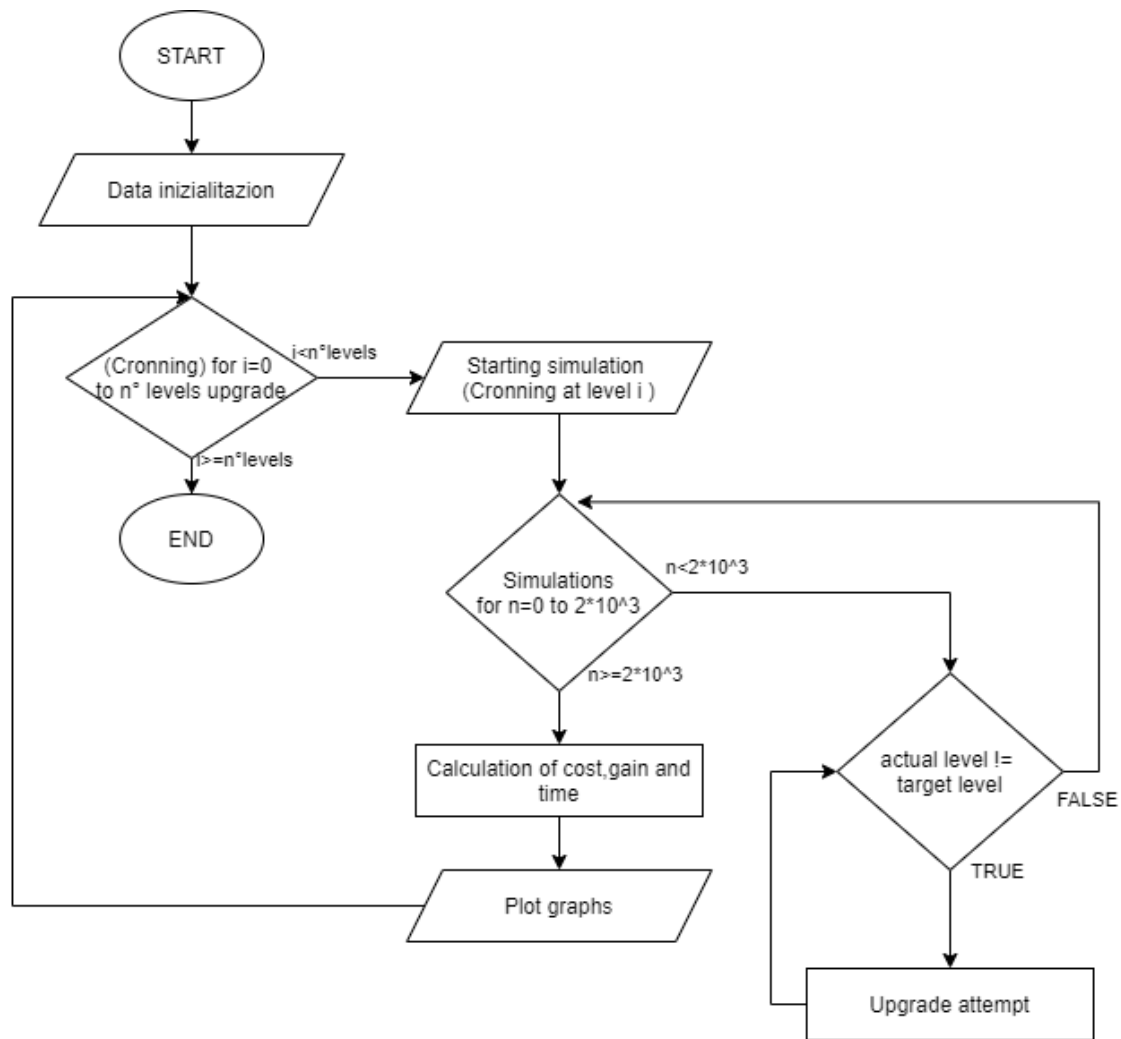 START
Data inizialitazion
(Cronning) for i=0
to n° levels upgrade
i<n°levels
Starting simulation
(Cronning at level i )
i>=n°levels
END
Simulations
for n=0 to 2*10^3
n<2*10^3
n>=2*10^3
Calculation of cost,gain and
time
actual level !=
target level
FALSE
TRUE
Plot graphs
Upgrade attempt